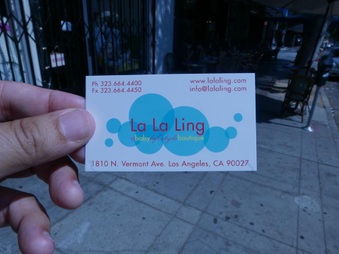 Ph 323.664.4400
Fx 323.664.4450
www.lalaling.com
info@lalaling.com
La La Ling
baby boutique
1810 N. Vermont Ave. Los Angeles, CA 90027